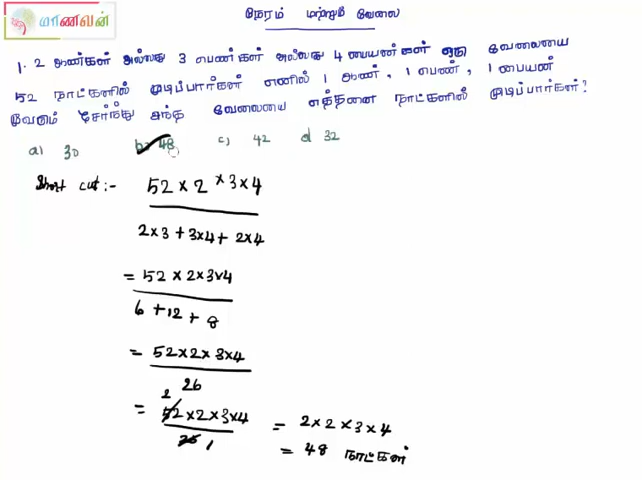 மாணவன்
நேரம் மற்றும் வேலை
1. 2 ஆண்கள் அல்லது 3 பெண்கள் அல்லது 4 பையன்கள் ஒரு வேலையை
52 நாட்களில் முடிப்பார்கள் எனில் 1 ஆண், 1 பெண், 1 பையன்
மூவரும் சேர்ந்து அந்த வேலையை எத்தனை நாட்களில் முடிப்பார்கள்?
a) 30 b) 48 c) 42 d 32
Short cut:- 52 × 2 × 3 × 4
2×3 + 3×4 + 2×4
= 52 × 2×3×4
6 + 12 + 8
= 52×2×3×4
26
2
= 52×2×3×4 = 2×2×3×4
26 1
= 48 நாட்கள்